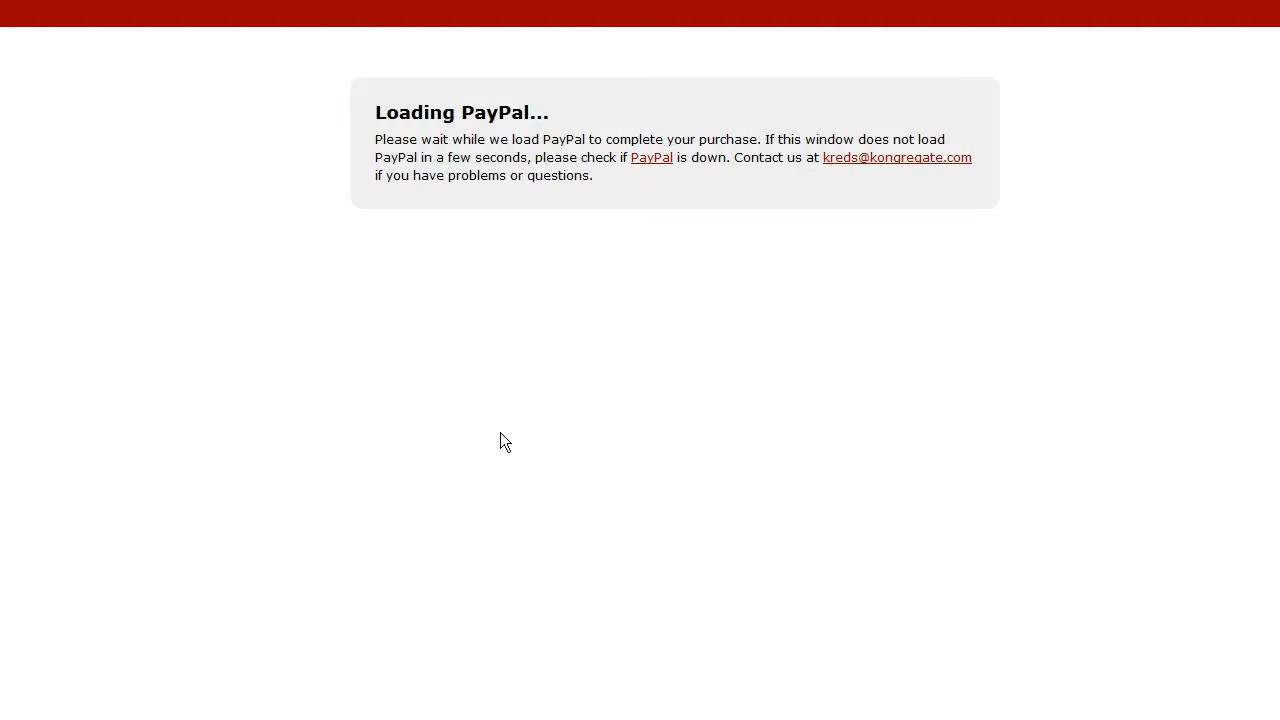 Loading PayPal...
Please wait while we load PayPal to complete your purchase. If this window does not load
PayPal in a few seconds, please check if PayPal is down. Contact us at kreds@kongregate.com
if you have problems or questions.